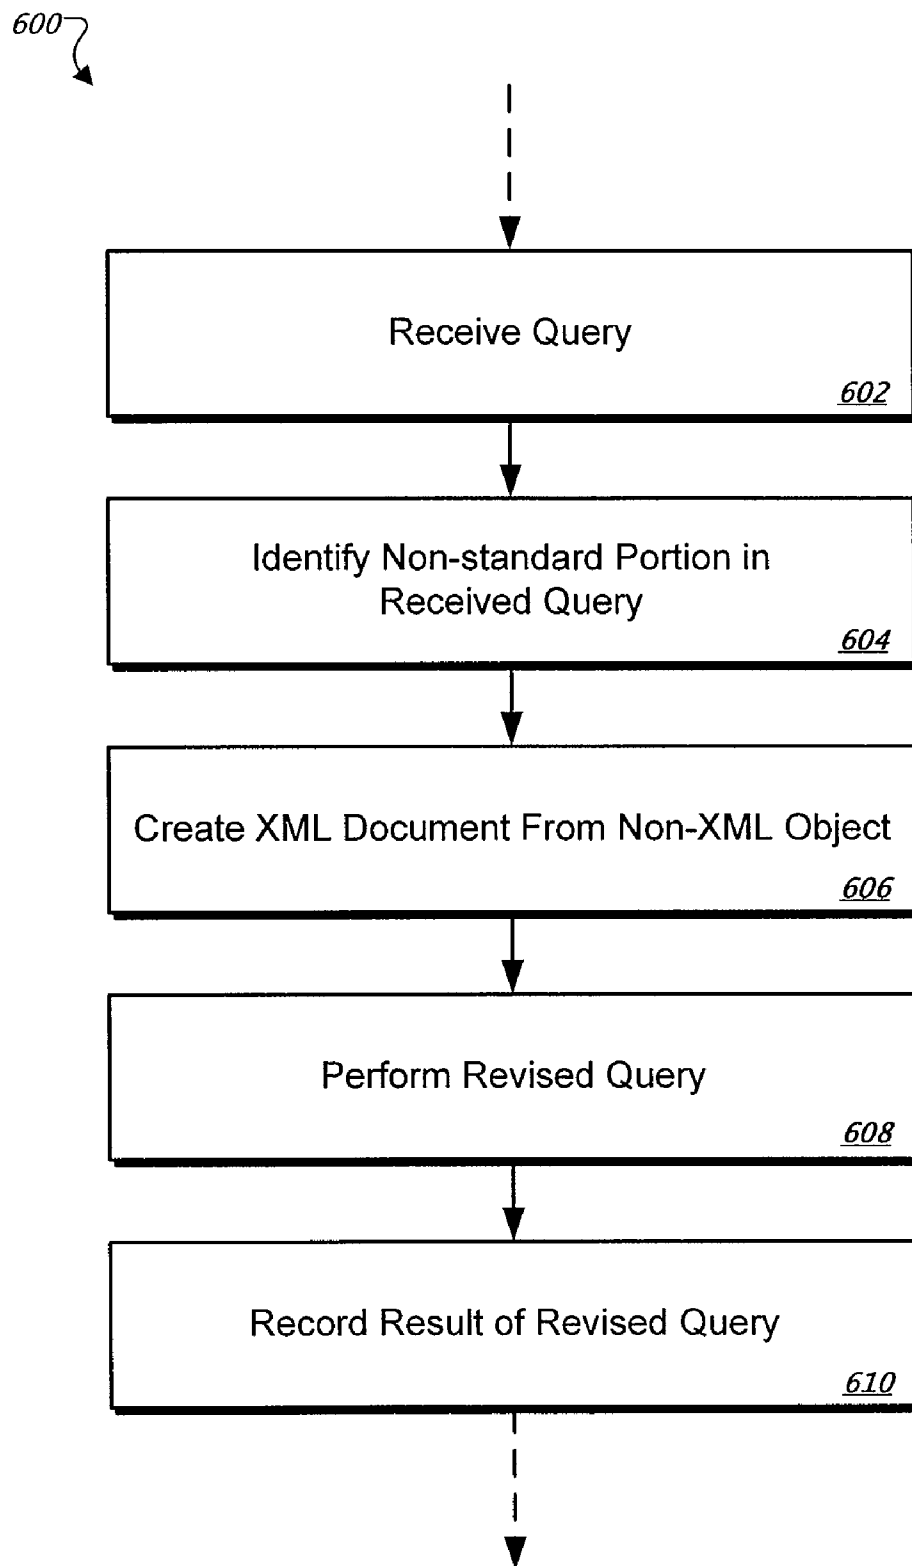 600
Receive Query
602
Identify Non-standard Portion in
Received Query
604
Create XML Document From Non-XML Object
606
Perform Revised Query
608
Record Result of Revised Query
610